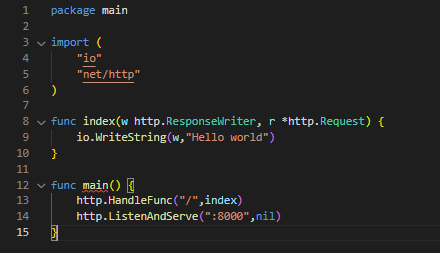 1 package main
2
3 import (
4 "io"
5 "net/http"
6 )
7
8 func index(w http.ResponseWriter, r *http.Request) {
9 io.WriteString(w,"Hello world")
10 }
11
12 func main() {
13 http.HandleFunc("/",index)
14 http.ListenAndServe(":8000",nil)
15 }